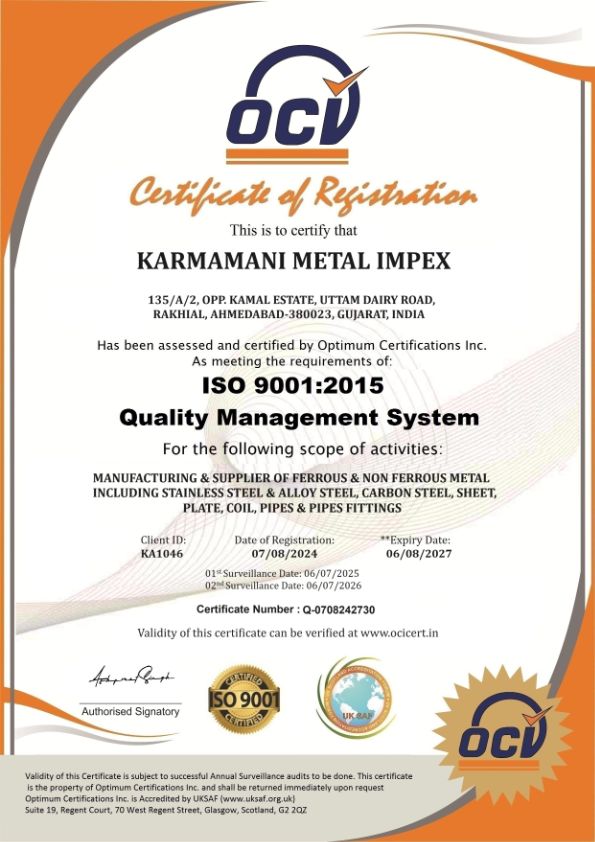 OCV
Certificate of Registration
This is to certify that
KARMAMANI METAL IMPEX
135/A/2, OPP. KAMAL ESTATE, UTTAM DAIRY ROAD,
RAKHIAL, AHMEDABAD-380023, GUJARAT, INDIA
Has been assessed and certified by Optimum Certifications Inc.
As meeting the requirements of:
ISO 9001:2015
Quality Management System
For the following scope of activities:
MANUFACTURING & SUPPLIER OF FERROUS & NON FERROUS METAL
INCLUDING STAINLESS STEEL & ALLOY STEEL, CARBON STEEL, SHEET,
PLATE, COIL, PIPES & PIPES FITTINGS
Client ID: Date of Registration: **Expiry Date:
KA1046 07/08/2024 06/08/2027
01st Surveillance Date: 06/07/2025
02nd Surveillance Date: 06/07/2026
Certificate Number : Q-0708242730
Validity of this certificate can be verified at www.ocicert.in
Authorised Signatory
CERTIFIED
ISO 9001
CERTIFIED
UK SAF
OCV
Validity of this Certificate is subject to successful Annual Surveillance audits to be done. This certificate
is the property of Optimum Certifications Inc. and shall be returned immediately upon request
Optimum Certifications Inc. is Accredited by UKSAF (www.uksaf.org.uk)
Suite 19, Regent Court, 70 West Regent Street, Glasgow, Scotland, G2 2QZ